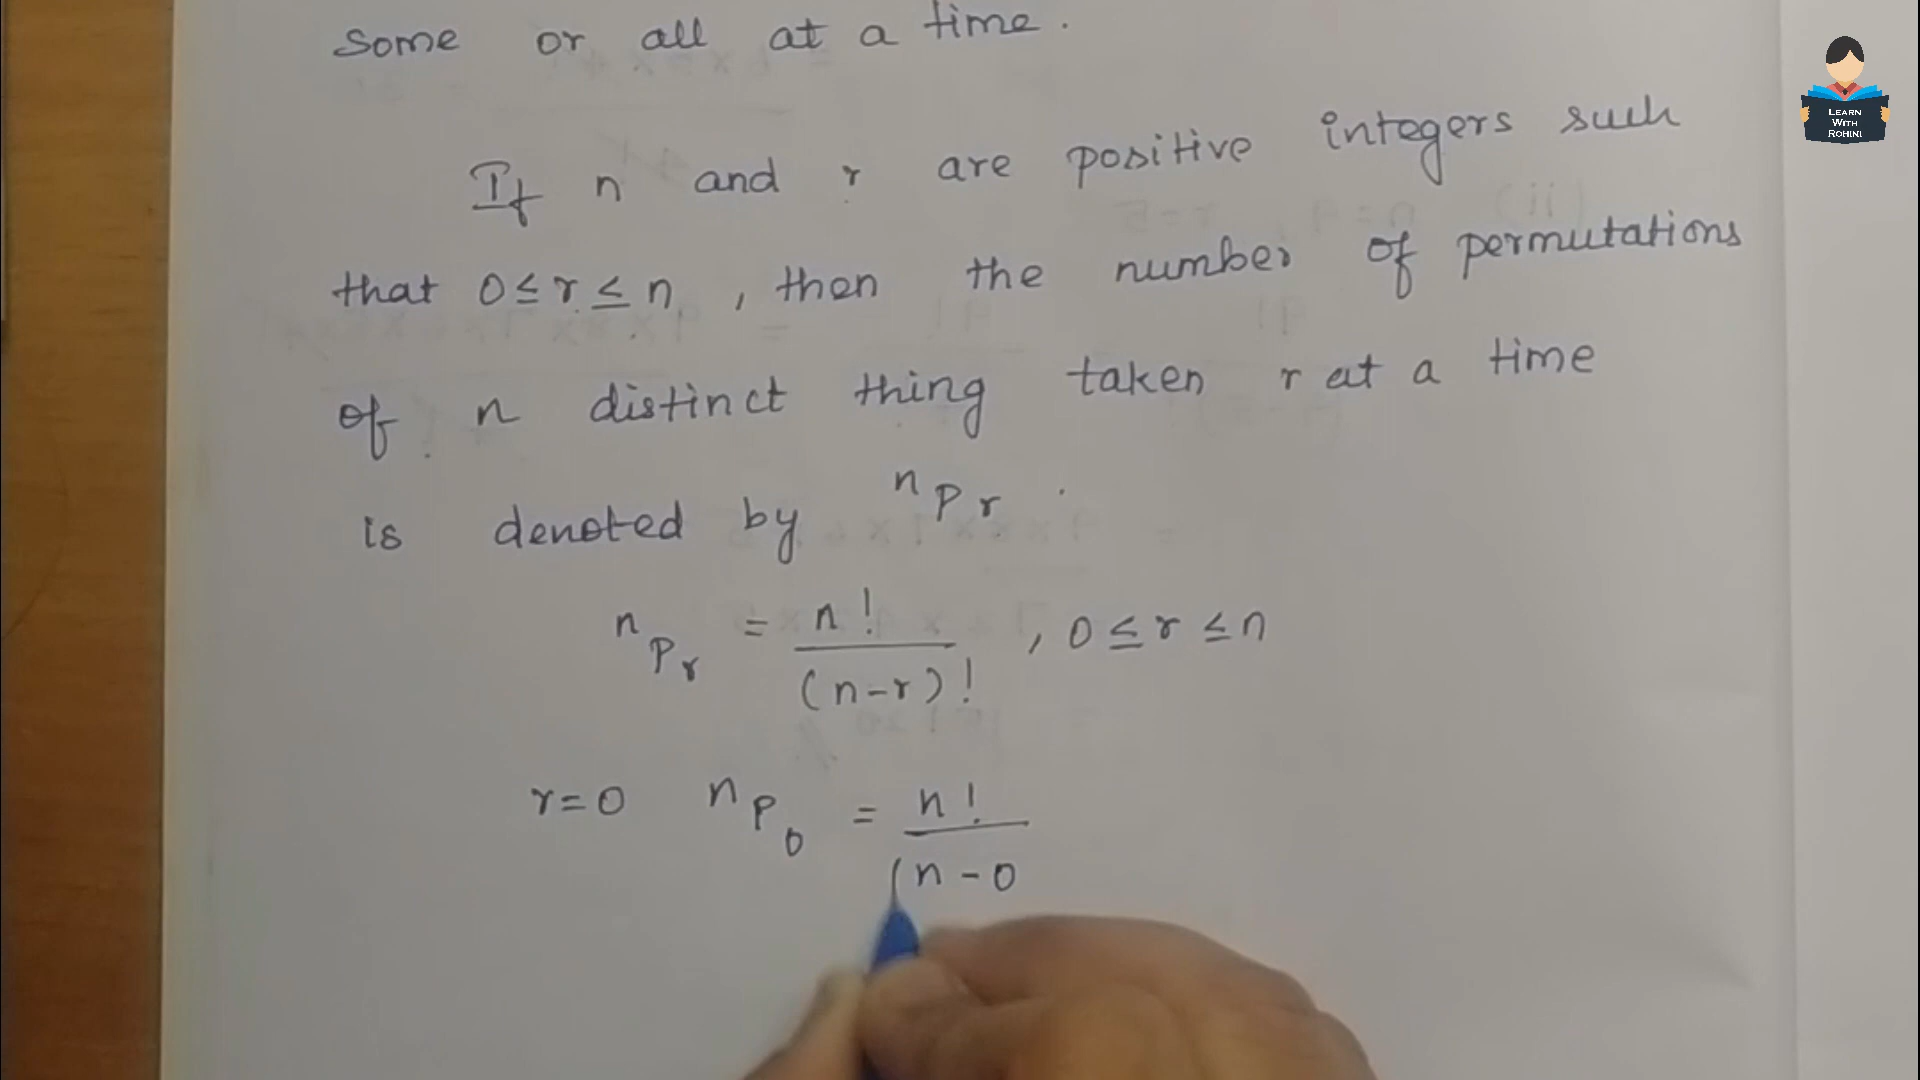 some or all at a time.
If n and r are positive integers such
that 0≤r≤n, then the number of permutations
of n distinct thing taken r at a time
is denoted by ⁿPr.
ⁿPr = n!/(n-r)! , 0≤r≤n
r=0 ⁿP₀ = n!/(n-0
LEARN
WITH
ROHINI